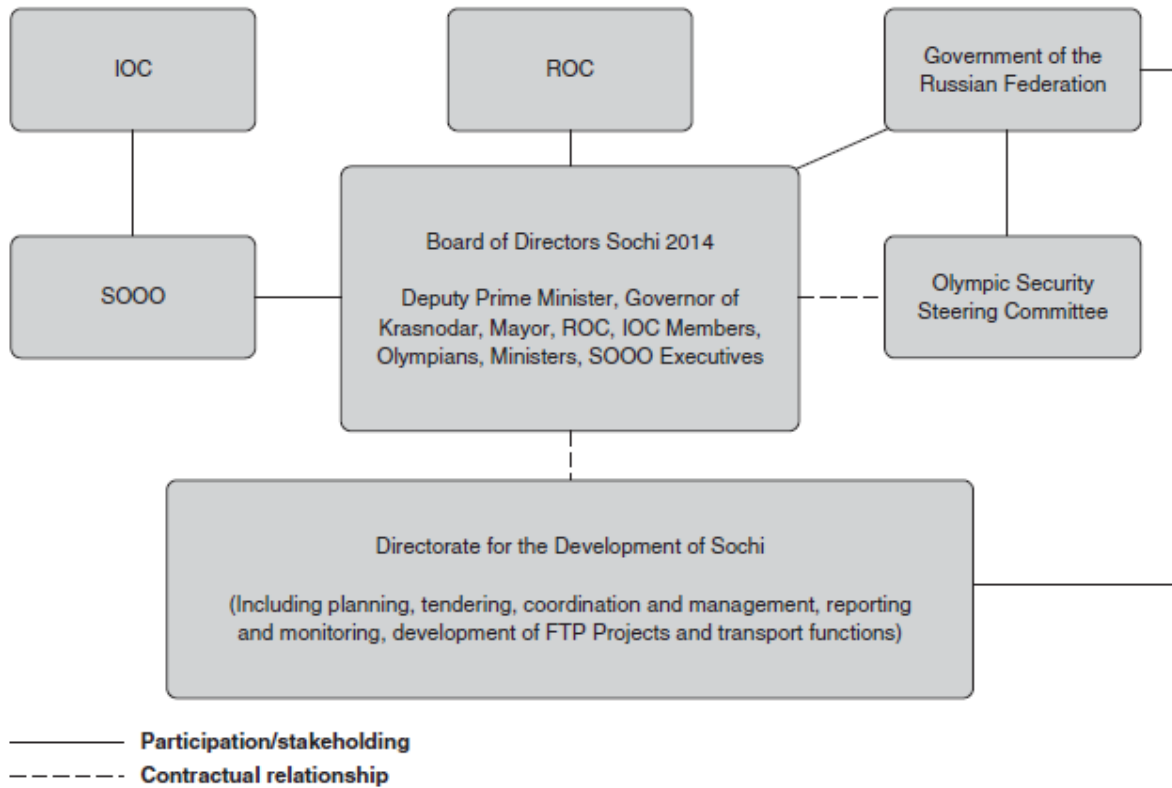 IOC
ROC
Government of the
Russian Federation
SOOO
Board of Directors Sochi 2014
Deputy Prime Minister, Governor of
Krasnodar, Mayor, ROC, IOC Members,
Olympians, Ministers, SOOO Executives
Olympic Security
Steering Committee
Directorate for the Development of Sochi
(Including planning, tendering, coordination and management, reporting
and monitoring, development of FTP Projects and transport functions)
Participation/stakeholding
Contractual relationship